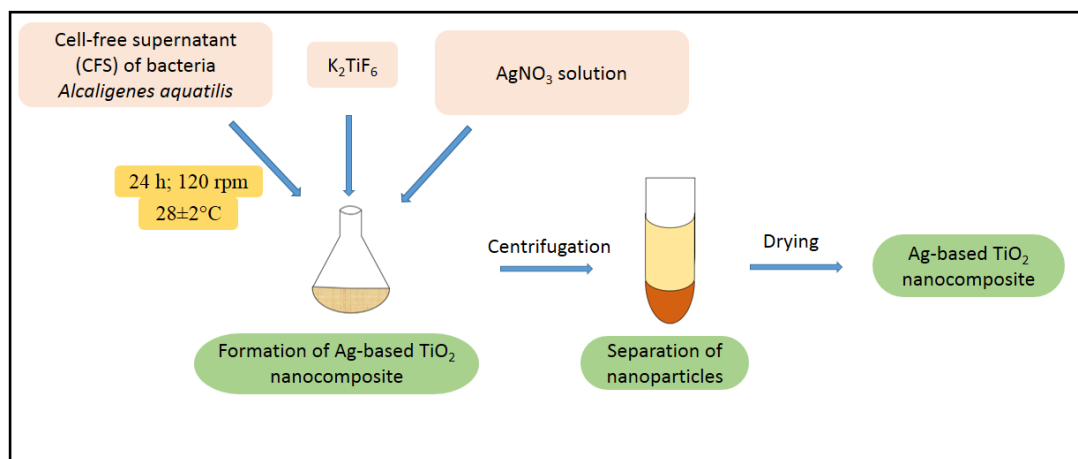 Cell-free supernatant
(CFS) of bacteria
Alcaligenes aquatilis
K₂TiF₆
AgNO₃ solution
24 h; 120 rpm
28±2°C
Centrifugation
Drying
Ag-based TiO₂
nanocomposite
Formation of Ag-based TiO₂
nanocomposite
Separation of
nanoparticles